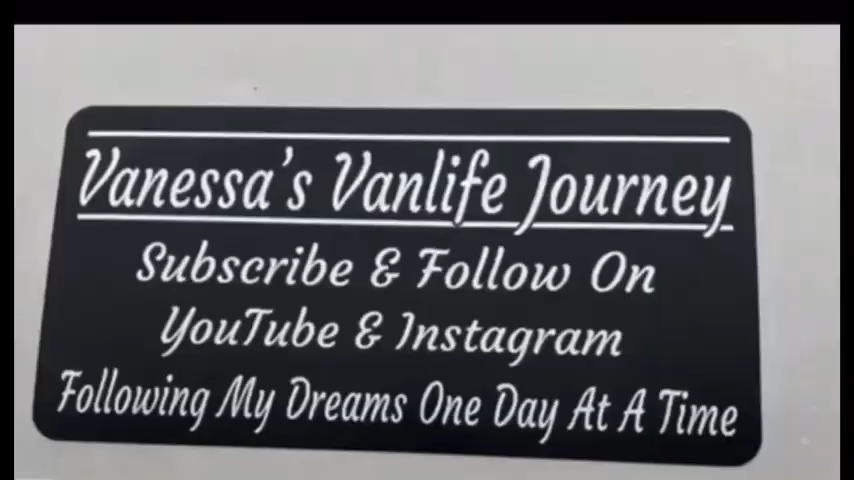 Vanessa's Vanlife Journey
Subscribe & Follow On
YouTube & Instagram
Following My Dreams One Day At A Time